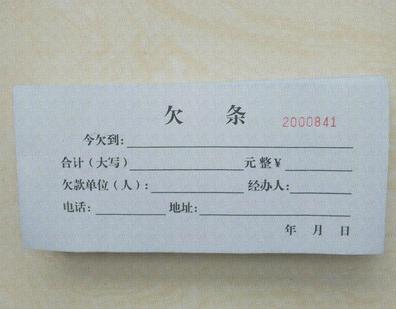 欠 条 2000841
今欠到：
合计（大写） 元整￥
欠款单位（人）： 经办人：
电话： 地址：
年 月 日